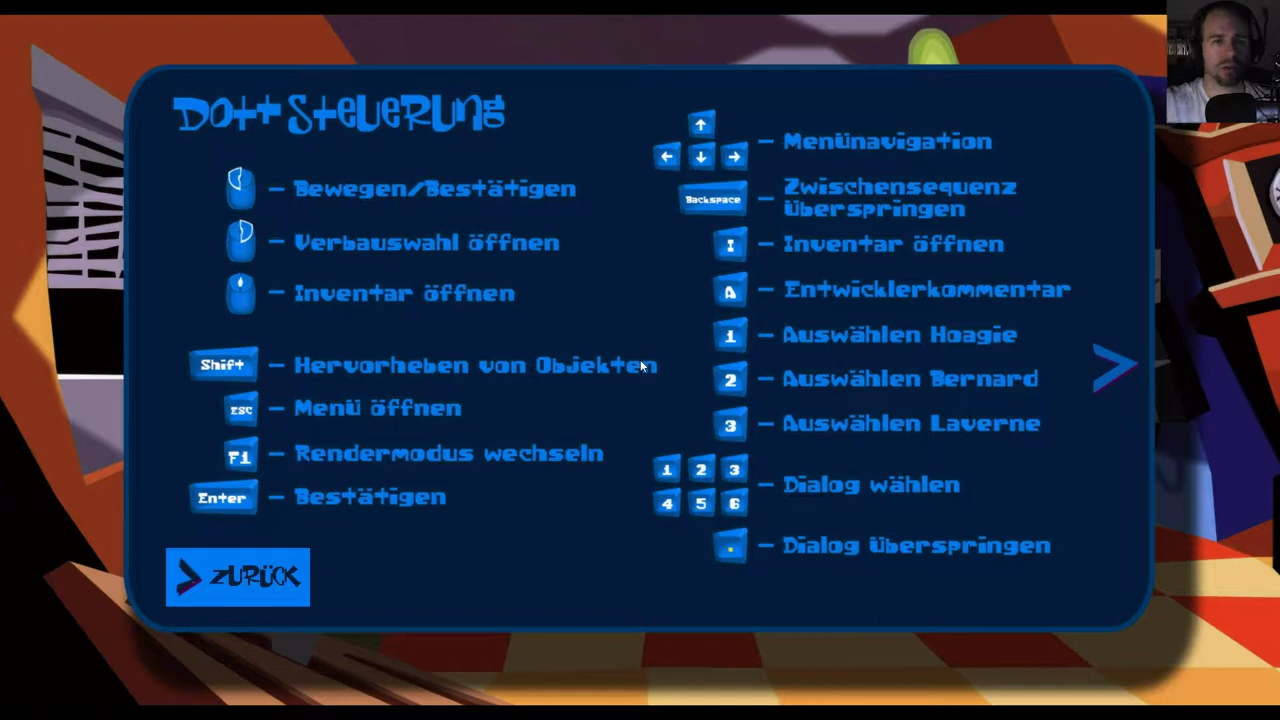 Dott Steuerung
– Bewegen/Bestätigen
– Verbauswahl öffnen
– Inventar öffnen
Shift – Hervorheben von Objekten
ESC – Menü öffnen
F1 – Rendermodus wechseln
Enter – Bestätigen
> ZURÜCK
↑
← ↓ → – Menünavigation
Backspace – Zwischensequenz
Überspringen
I – Inventar öffnen
A – Entwicklerkommentar
1 – Auswählen Hoagie
2 – Auswählen Bernard
3 – Auswählen Laverne
1 2 3
4 5 6 – Dialog wählen
. – Dialog Überspringen
>